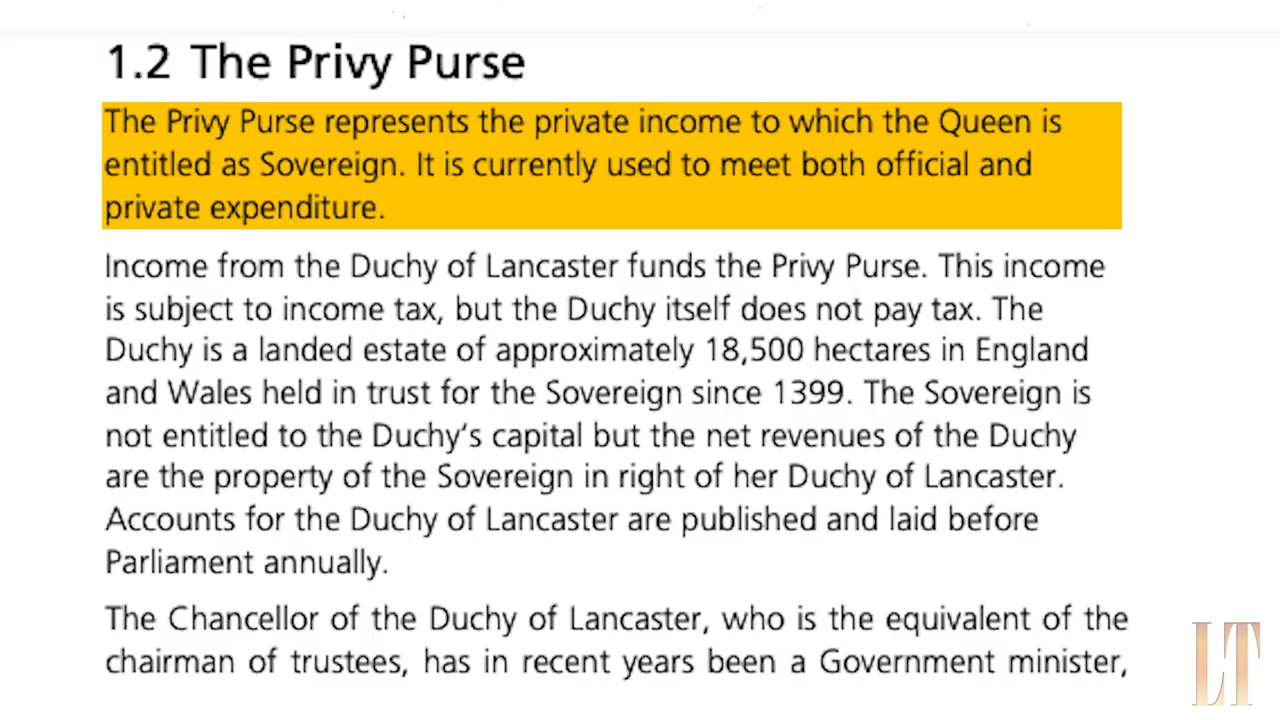 1.2 The Privy Purse
The Privy Purse represents the private income to which the Queen is
entitled as Sovereign. It is currently used to meet both official and
private expenditure.
Income from the Duchy of Lancaster funds the Privy Purse. This income
is subject to income tax, but the Duchy itself does not pay tax. The
Duchy is a landed estate of approximately 18,500 hectares in England
and Wales held in trust for the Sovereign since 1399. The Sovereign is
not entitled to the Duchy's capital but the net revenues of the Duchy
are the property of the Sovereign in right of her Duchy of Lancaster.
Accounts for the Duchy of Lancaster are published and laid before
Parliament annually.
The Chancellor of the Duchy of Lancaster, who is the equivalent of the
chairman of trustees, has in recent years been a Government minister,
LT